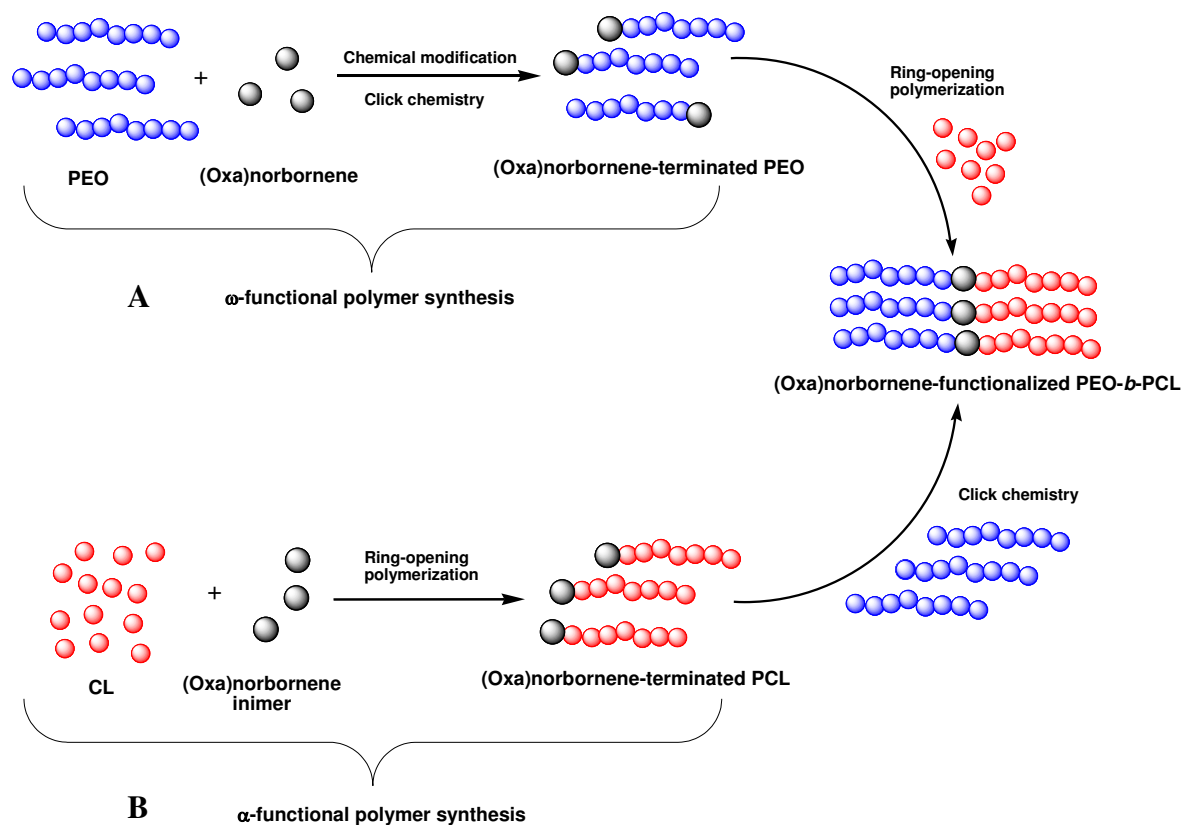 Chemical modification
Click chemistry
+
PEO
(Oxa)norbornene
(Oxa)norbornene-terminated PEO
A
ω-functional polymer synthesis
Ring-opening
polymerization
(Oxa)norbornene-functionalized PEO-b-PCL
Click chemistry
Ring-opening
polymerization
+
CL
(Oxa)norbornene
inimer
(Oxa)norbornene-terminated PCL
B
α-functional polymer synthesis